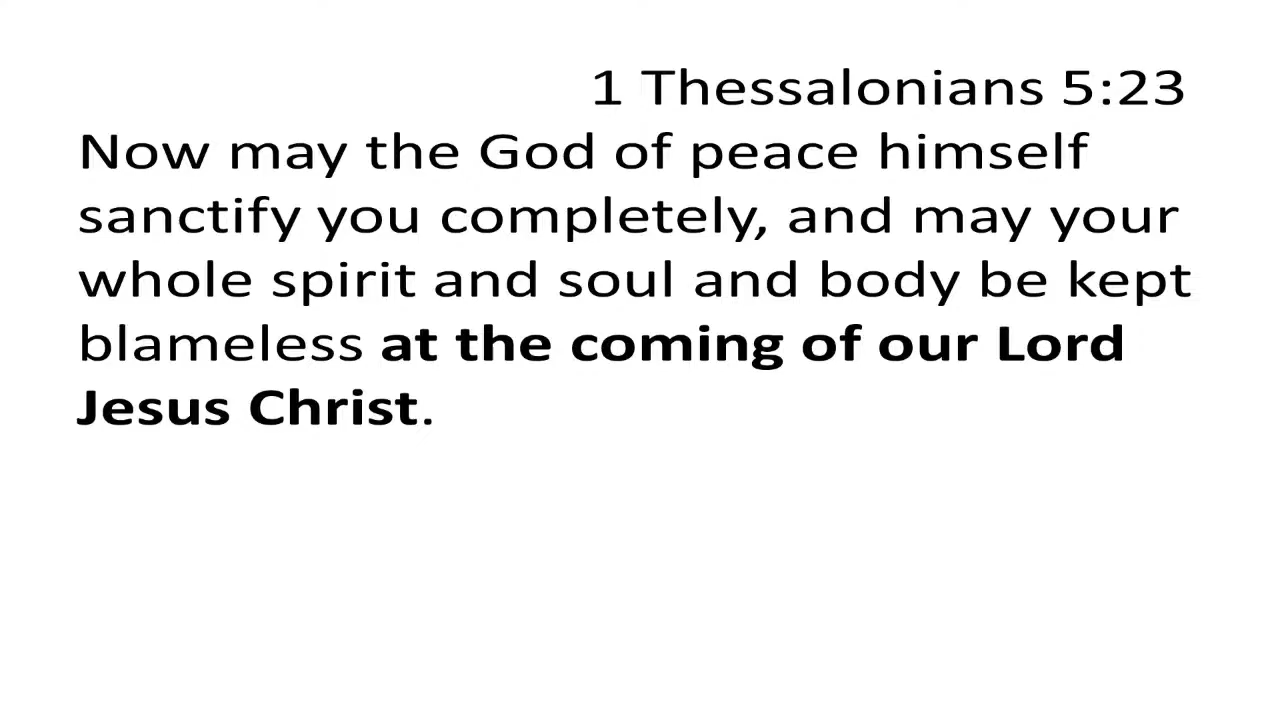 1 Thessalonians 5:23
Now may the God of peace himself
sanctify you completely, and may your
whole spirit and soul and body be kept
blameless at the coming of our Lord
Jesus Christ.